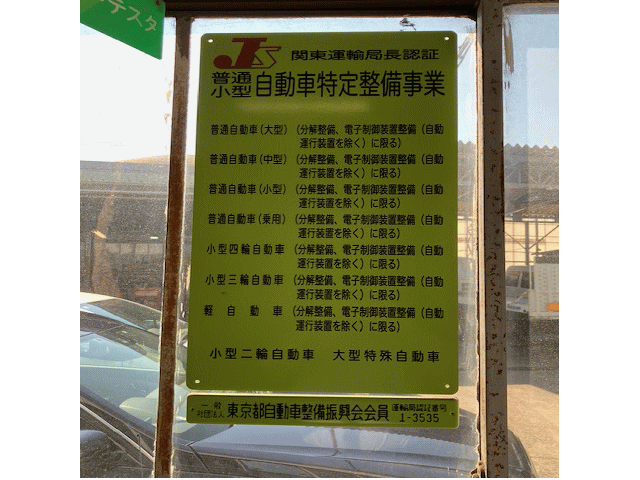 テスタ
JS 関東運輸局長認証
普通
小型 自動車特定整備事業
普通自動車(大型) (分解整備、電子制御装置整備(自動
運行装置を除く)に限る)
普通自動車(中型) (分解整備、電子制御装置整備(自動
運行装置を除く)に限る)
普通自動車(小型) (分解整備、電子制御装置整備(自動
運行装置を除く)に限る)
普通自動車(乗用) (分解整備、電子制御装置整備(自動
運行装置を除く)に限る)
小型四輪自動車 (分解整備、電子制御装置整備(自動
運行装置を除く)に限る)
小型三輪自動車 (分解整備、電子制御装置整備(自動
運行装置を除く)に限る)
軽自動車 (分解整備、電子制御装置整備(自動
運行装置を除く)に限る)
小型二輪自動車 大型特殊自動車
一般
社団法人 東京都自動車整備振興会会員 運輸局認証番号
1-3535